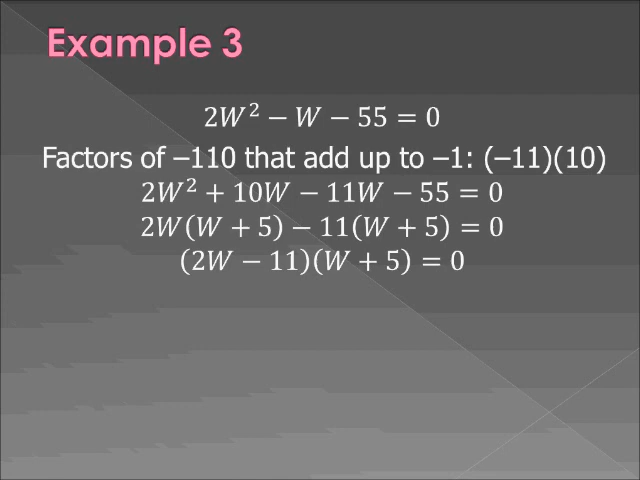 Example 3
2W² − W − 55 = 0
Factors of –110 that add up to –1: (–11)(10)
2W² + 10W − 11W − 55 = 0
2W(W + 5) − 11(W + 5) = 0
(2W − 11)(W + 5) = 0